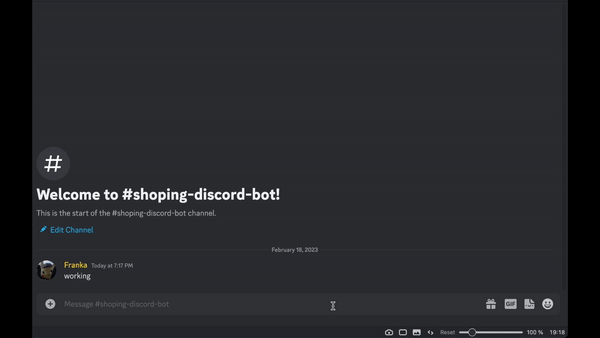 #
Welcome to #shoping-discord-bot!
This is the start of the #shoping-discord-bot channel.
Edit Channel
February 18, 2023
Franka Today at 7:17 PM
working
Message #shoping-discord-bot
GIF
Reset 100 % 19:18